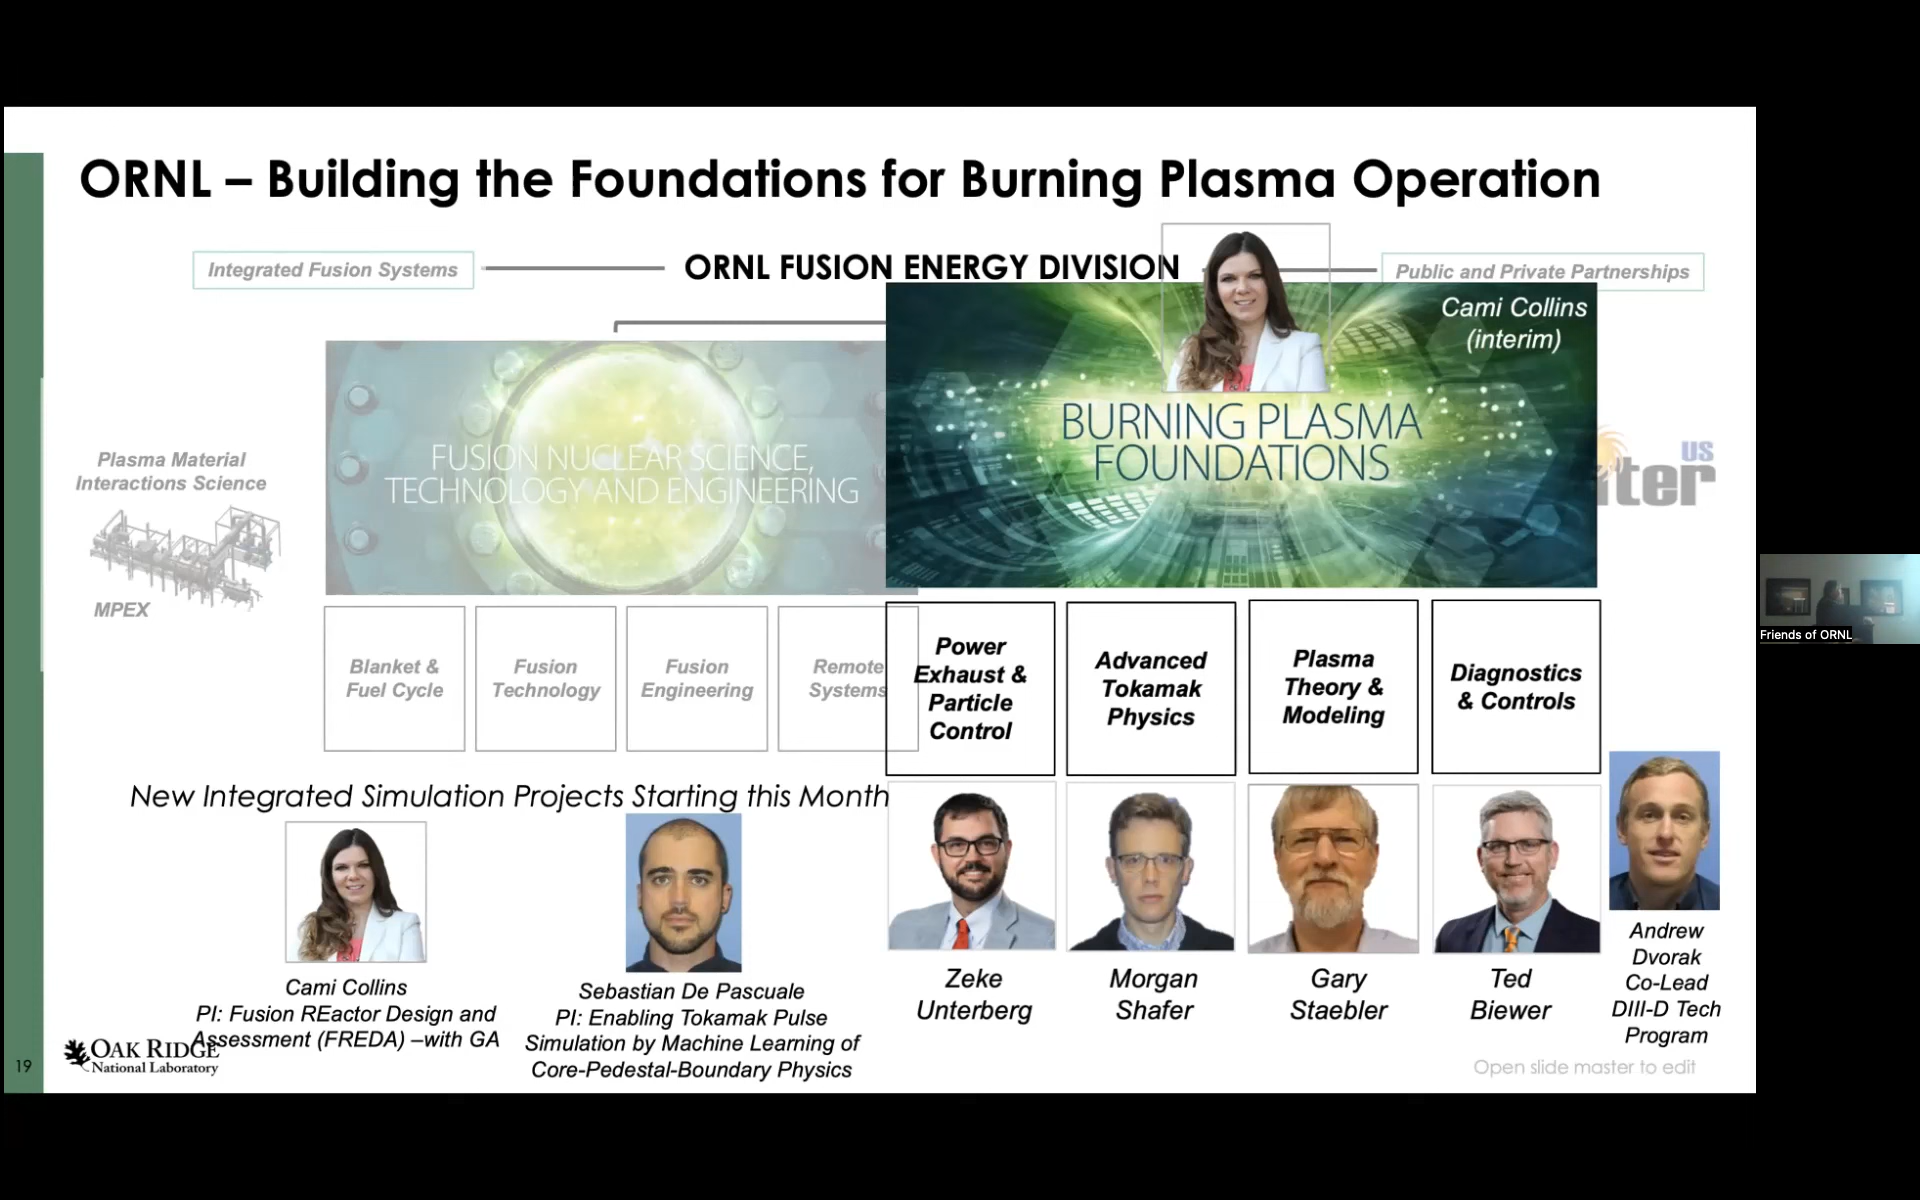 ORNL – Building the Foundations for Burning Plasma Operation
Integrated Fusion Systems
ORNL FUSION ENERGY DIVISION
Public and Private Partnerships
Cami Collins
(interim)
BURNING PLASMA
FOUNDATIONS
FUSION NUCLEAR SCIENCE,
TECHNOLOGY AND ENGINEERING
Plasma Material
Interactions Science
MPEX
US
iter
Blanket &
Fuel Cycle
Fusion
Technology
Fusion
Engineering
Remote
Systems
Power
Exhaust &
Particle
Control
Advanced
Tokamak
Physics
Plasma
Theory &
Modeling
Diagnostics
& Controls
Friends of ORNL
New Integrated Simulation Projects Starting this Month
Cami Collins
PI: Fusion REactor Design and
Assessment (FREDA) –with GA
Sebastian De Pascuale
PI: Enabling Tokamak Pulse
Simulation by Machine Learning of
Core-Pedestal-Boundary Physics
Zeke
Unterberg
Morgan
Shafer
Gary
Staebler
Ted
Biewer
Andrew
Dvorak
Co-Lead
DIII-D Tech
Program
19
OAK RIDGE
National Laboratory
Open slide master to edit